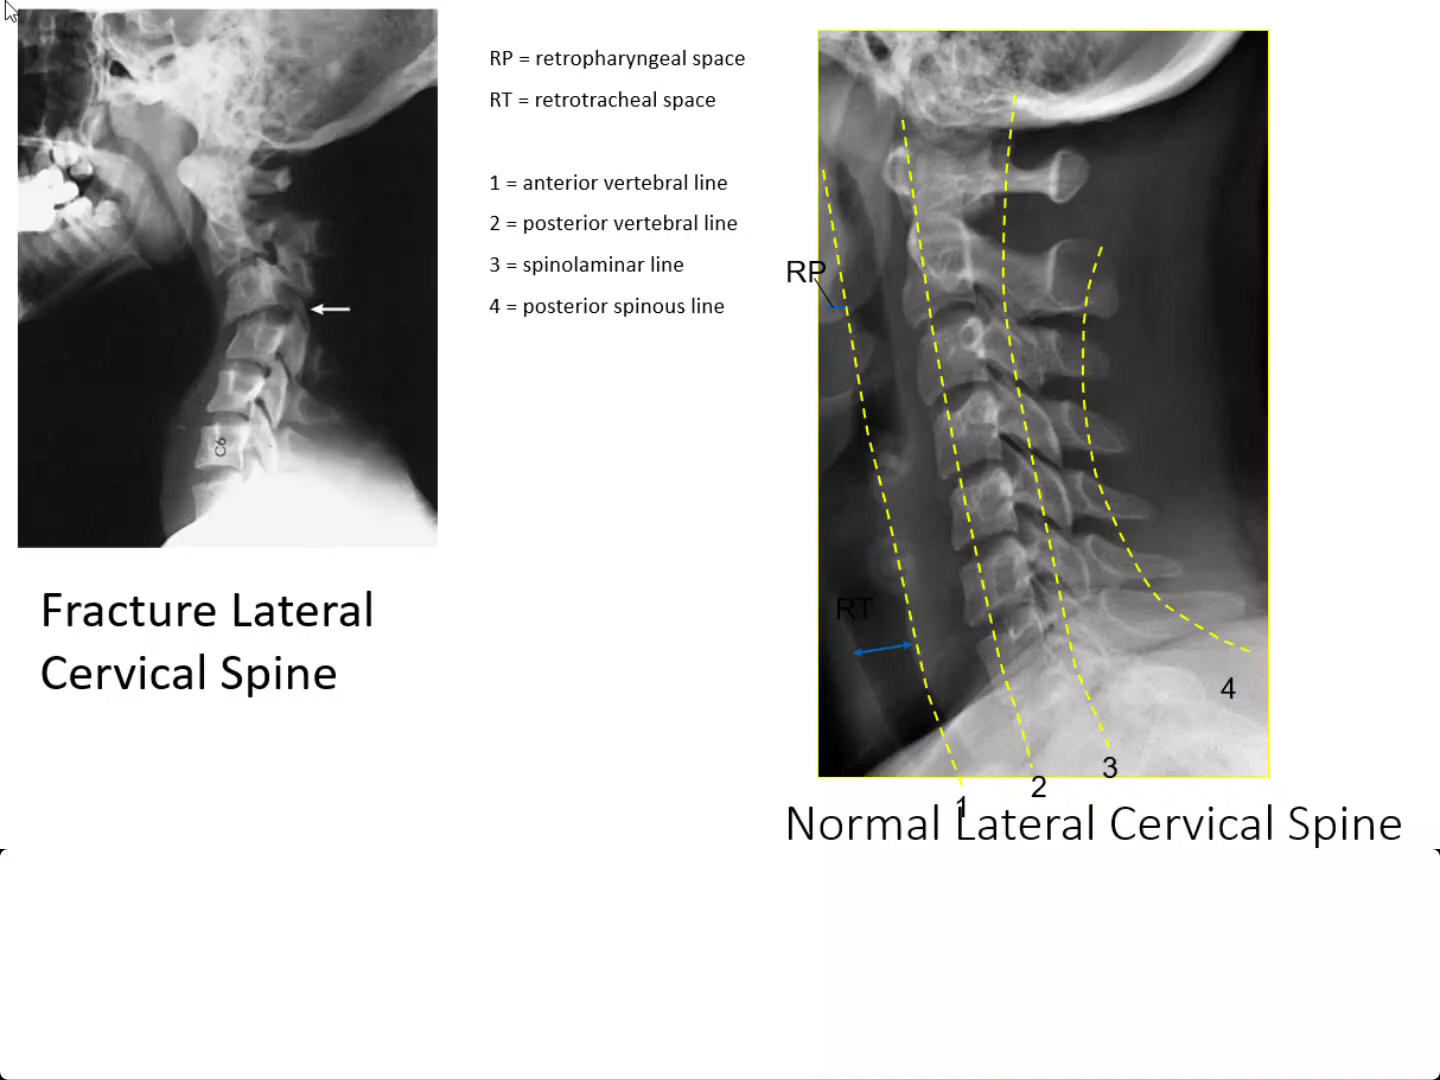 RP = retropharyngeal space
RT = retrotracheal space
1 = anterior vertebral line
2 = posterior vertebral line
3 = spinolaminar line
4 = posterior spinous line
C6
Fracture Lateral
Cervical Spine
RP
RT
4
3
2
1
Normal Lateral Cervical Spine